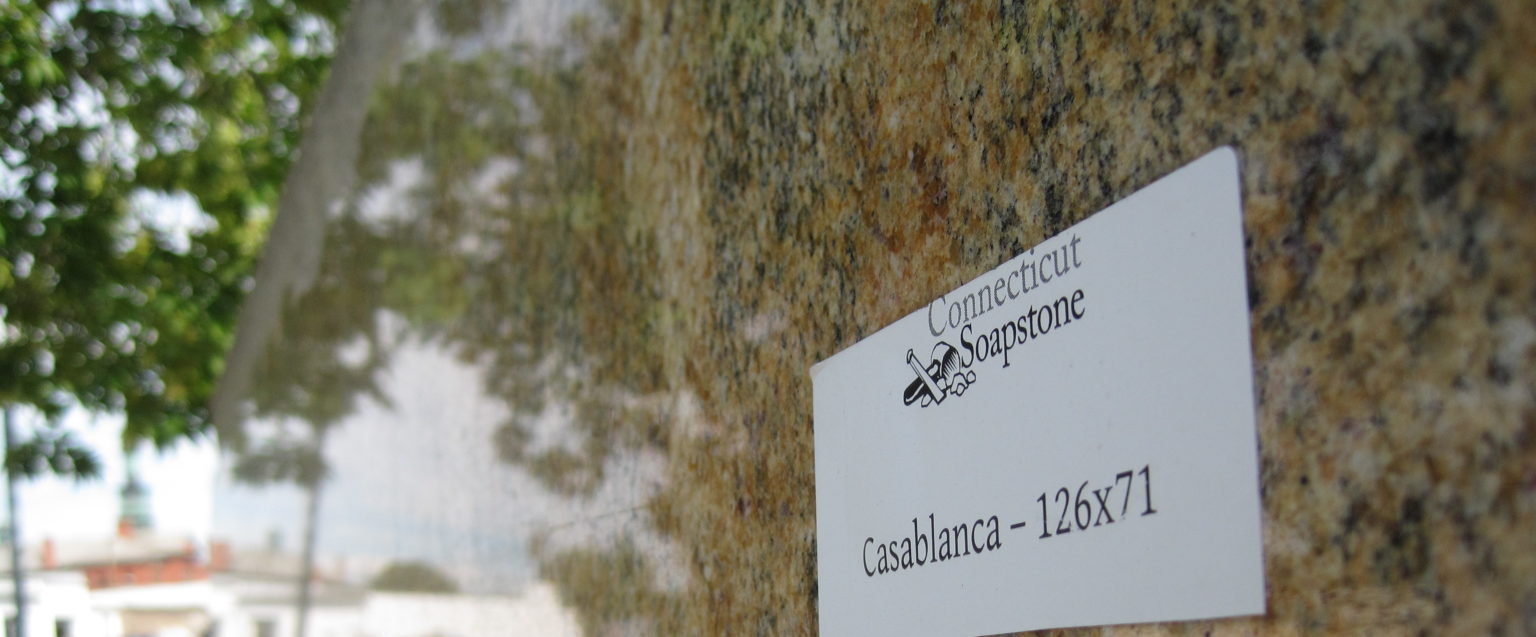 Connecticut
Soapstone
Casablanca – 126x71